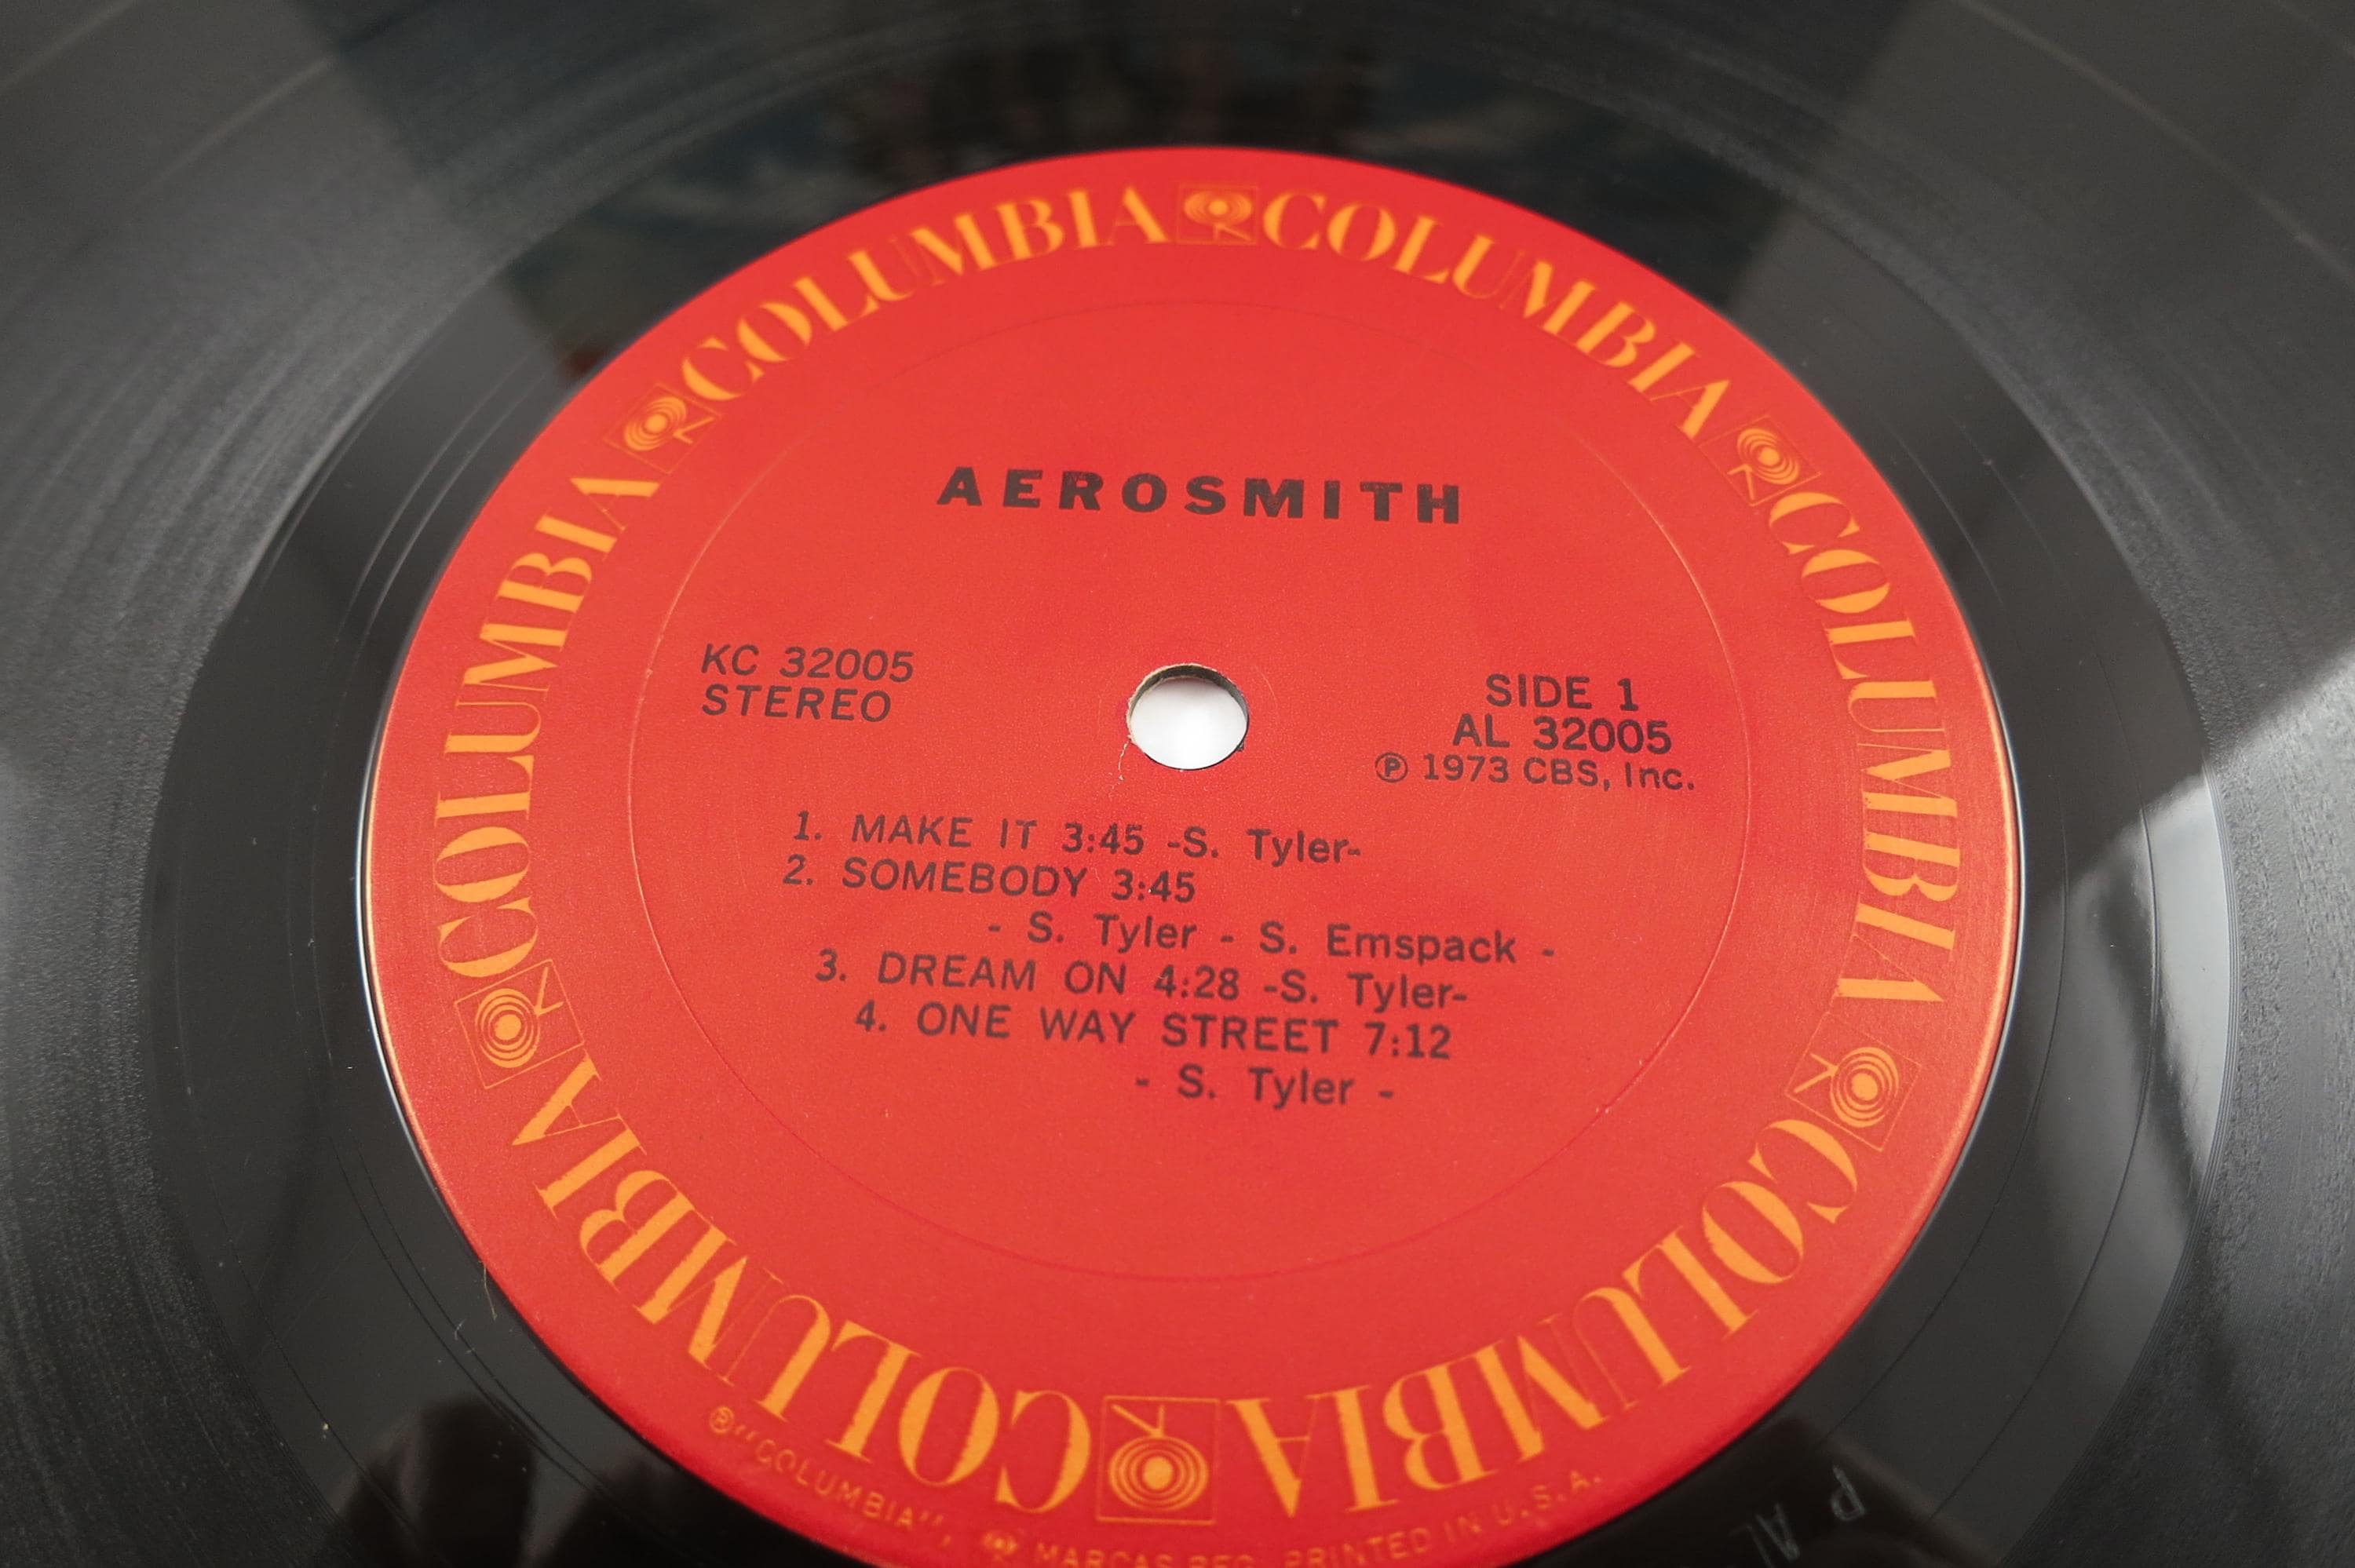 COLUMBIA COLUMBIA COLUMBIA COLUMBIA COLUMBIA COLUMBIA
AEROSMITH
KC 32005
STEREO
SIDE 1
AL 32005
℗ 1973 CBS, Inc.
1. MAKE IT 3:45 -S. Tyler-
2. SOMEBODY 3:45
- S. Tyler - S. Emspack -
3. DREAM ON 4:28 -S. Tyler-
4. ONE WAY STREET 7:12
- S. Tyler -
®"COLUMBIA", MARCAS REG. PRINTED IN U.S.A.
P AL